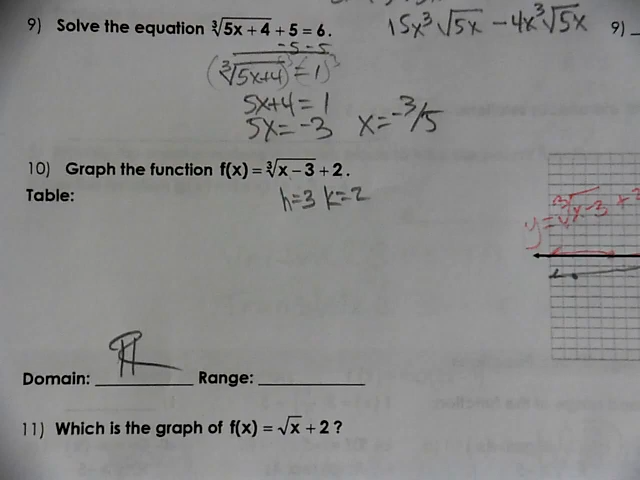 15x³√5x − 4x³√5x
9) Solve the equation ∛5x + 4 + 5 = 6. 9)
-5 -5
(∛5x+4)³ = (1)³
5x+4 = 1
5x = -3 x = -3/5
10) Graph the function f(x) = ∛x − 3 + 2.
Table: h=3 k=2
y = ∛x-3 +2
Domain: ℝ Range:
11) Which is the graph of f(x) = √x + 2 ?